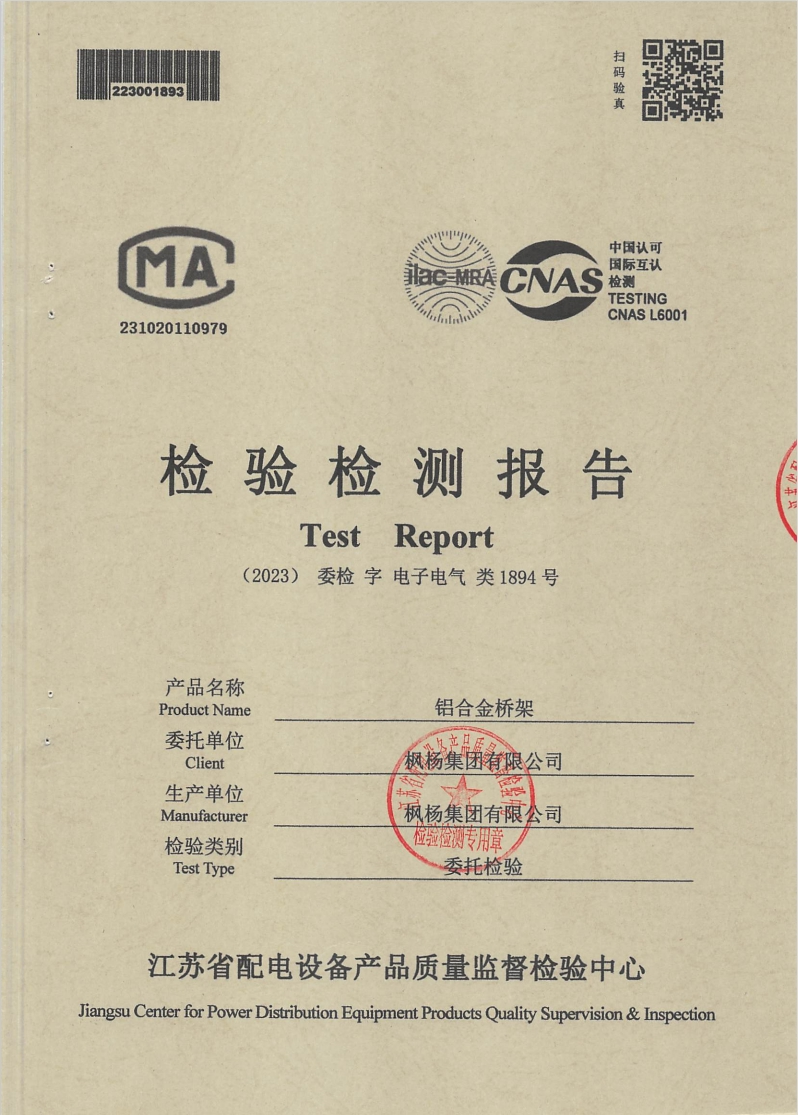 223001893
扫码验真
MA
231020110979
ilac-MRA
CNAS
中国认可
国际互认
检测
TESTING
CNAS L6001
检验检测报告
Test Report
（2023） 委检 字 电子电气 类 1894 号
产品名称
Product Name
铝合金桥架
委托单位
Client
枫杨集团有限公司
生产单位
Manufacturer
枫杨集团有限公司
检验检测专用章
检验类别
Test Type
委托检验
江苏省配电设备产品质量监督检验中心
Jiangsu Center for Power Distribution Equipment Products Quality Supervision & Inspection